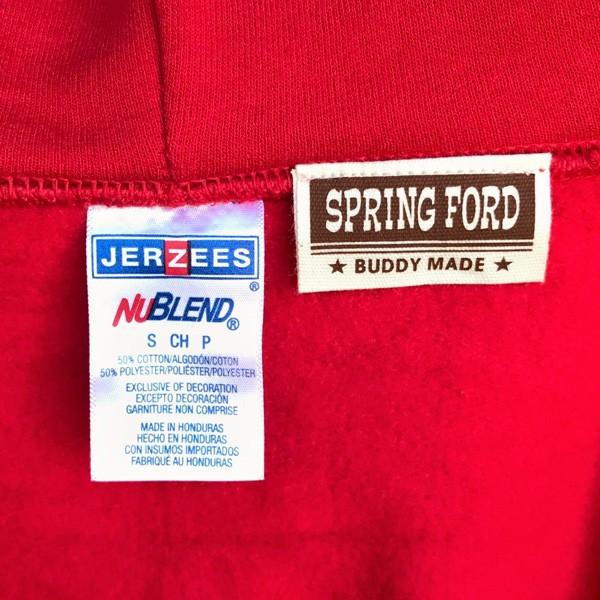 JERZEES®
NUBLEND®
S CH P
50% COTTON/ALGODÓN/COTON
50% POLYESTER/POLIÉSTER/POLYESTER
EXCLUSIVE OF DECORATION
EXCEPTO DECORACIÓN
GARNITURE NON COMPRISE
MADE IN HONDURAS
HECHO EN HONDURAS
CON INSUMOS IMPORTADOS
FABRIQUÉ AU HONDURAS
SPRING FORD
★ BUDDY MADE ★